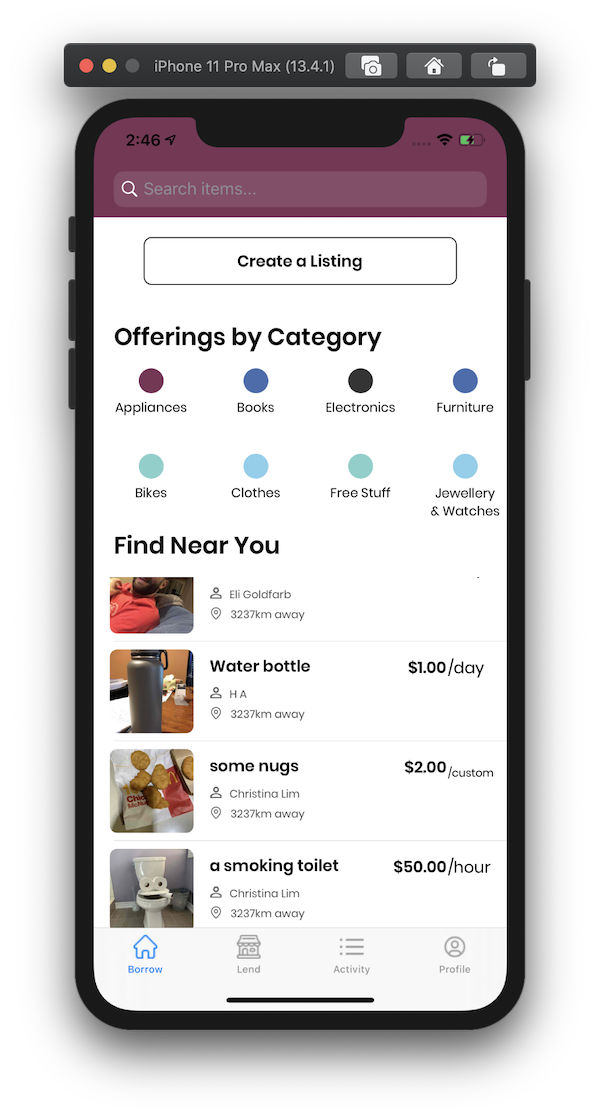 iPhone 11 Pro Max (13.4.1)
2:46
Search items...
Create a Listing
Offerings by Category
Appliances Books Electronics Furniture
Bikes Clothes Free Stuff Jewellery
& Watches
Find Near You
Eli Goldfarb
3237km away
Water bottle $1.00/day
H A
3237km away
some nugs $2.00/custom
Christina Lim
3237km away
a smoking toilet $50.00/hour
Christina Lim
3237km away
Borrow Lend Activity Profile